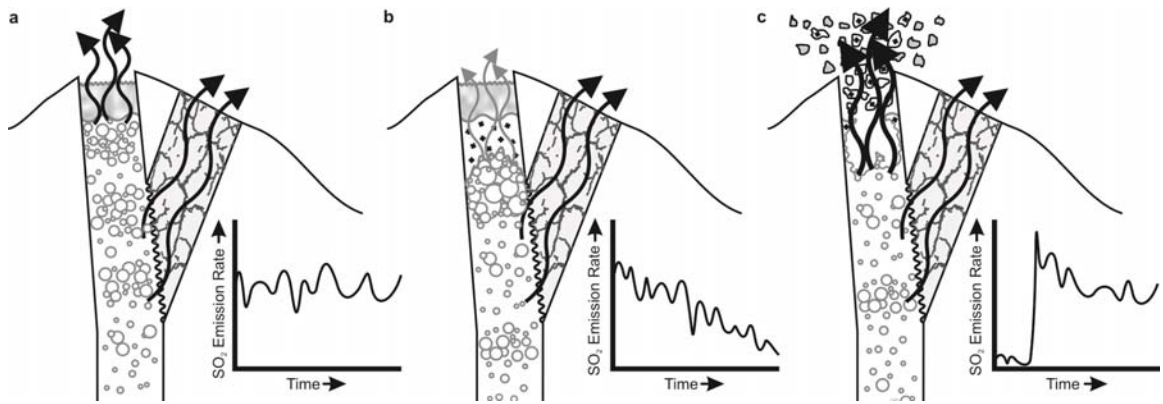 a
b
c
SO₂ Emission Rate
Time
SO₂ Emission Rate
Time
SO₂ Emission Rate
Time